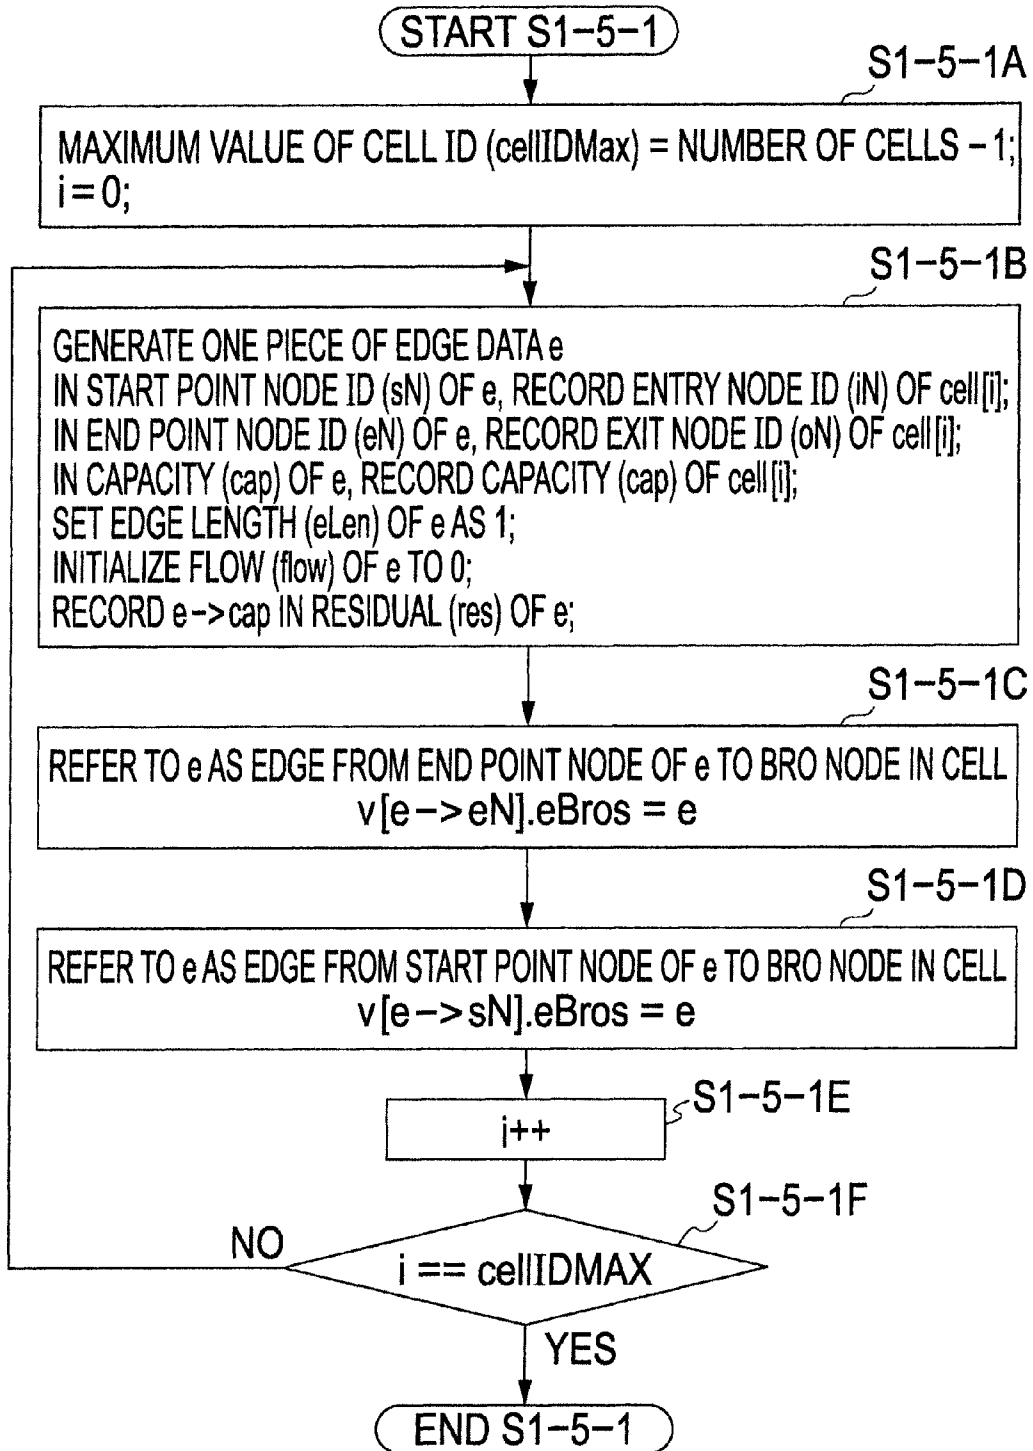 START S1-5-1
S1-5-1A
MAXIMUM VALUE OF CELL ID (cellIDMax) = NUMBER OF CELLS - 1;
i = 0;
S1-5-1B
GENERATE ONE PIECE OF EDGE DATA e
IN START POINT NODE ID (sN) OF e, RECORD ENTRY NODE ID (iN) OF cell[i];
IN END POINT NODE ID (eN) OF e, RECORD EXIT NODE ID (oN) OF cell[i];
IN CAPACITY (cap) OF e, RECORD CAPACITY (cap) OF cell[i];
SET EDGE LENGTH (eLen) OF e AS 1;
INITIALIZE FLOW (flow) OF e TO 0;
RECORD e->cap IN RESIDUAL (res) OF e;
S1-5-1C
REFER TO e AS EDGE FROM END POINT NODE OF e TO BRO NODE IN CELL
v[e->eN].eBros = e
S1-5-1D
REFER TO e AS EDGE FROM START POINT NODE OF e TO BRO NODE IN CELL
v[e->sN].eBros = e
S1-5-1E
i++
S1-5-1F
NO
i == cellIDMAX
YES
END S1-5-1